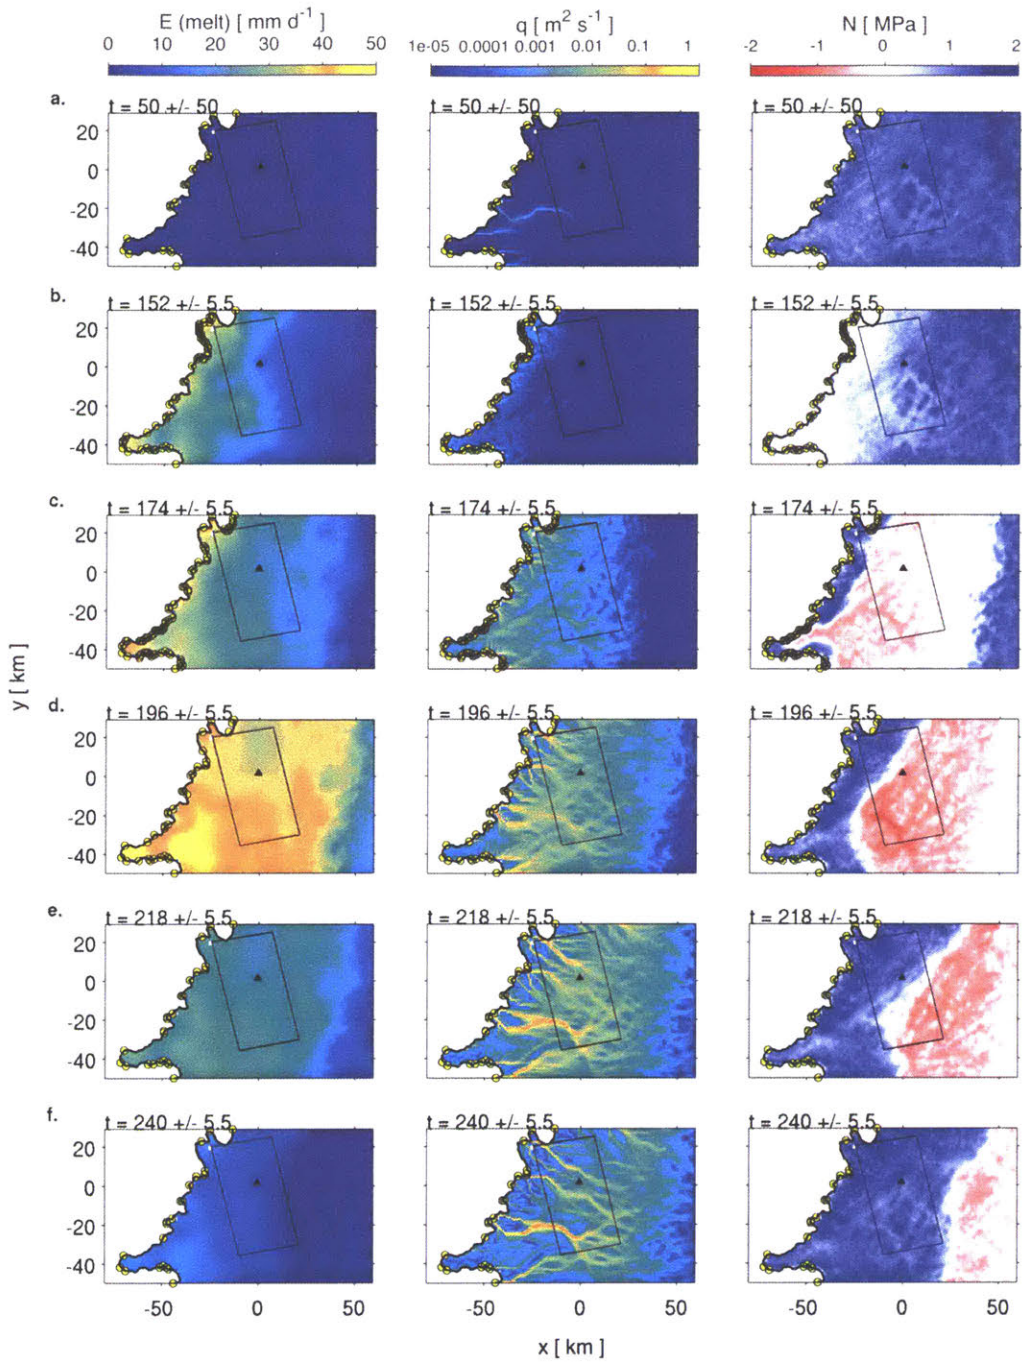 E (melt) [ mm d⁻¹ ] q [ m² s⁻¹ ] N [ MPa ]
0 10 20 30 40 50 1e-05 0.0001 0.001 0.01 0.1 1 -2 -1 0 1 2
a.
t = 50 +/- 50 t = 50 +/- 50 t = 50 +/- 50
20
0
-20
-40
b.
t = 152 +/- 5.5 t = 152 +/- 5.5 t = 152 +/- 5.5
20
0
-20
-40
c.
t = 174 +/- 5.5 t = 174 +/- 5.5 t = 174 +/- 5.5
20
0
-20
-40
y [ km ]
d.
t = 196 +/- 5.5 t = 196 +/- 5.5 t = 196 +/- 5.5
20
0
-20
-40
e.
t = 218 +/- 5.5 t = 218 +/- 5.5 t = 218 +/- 5.5
20
0
-20
-40
f.
t = 240 +/- 5.5 t = 240 +/- 5.5 t = 240 +/- 5.5
20
0
-20
-40
-50 0 50 -50 0 50 -50 0 50
x [ km ]